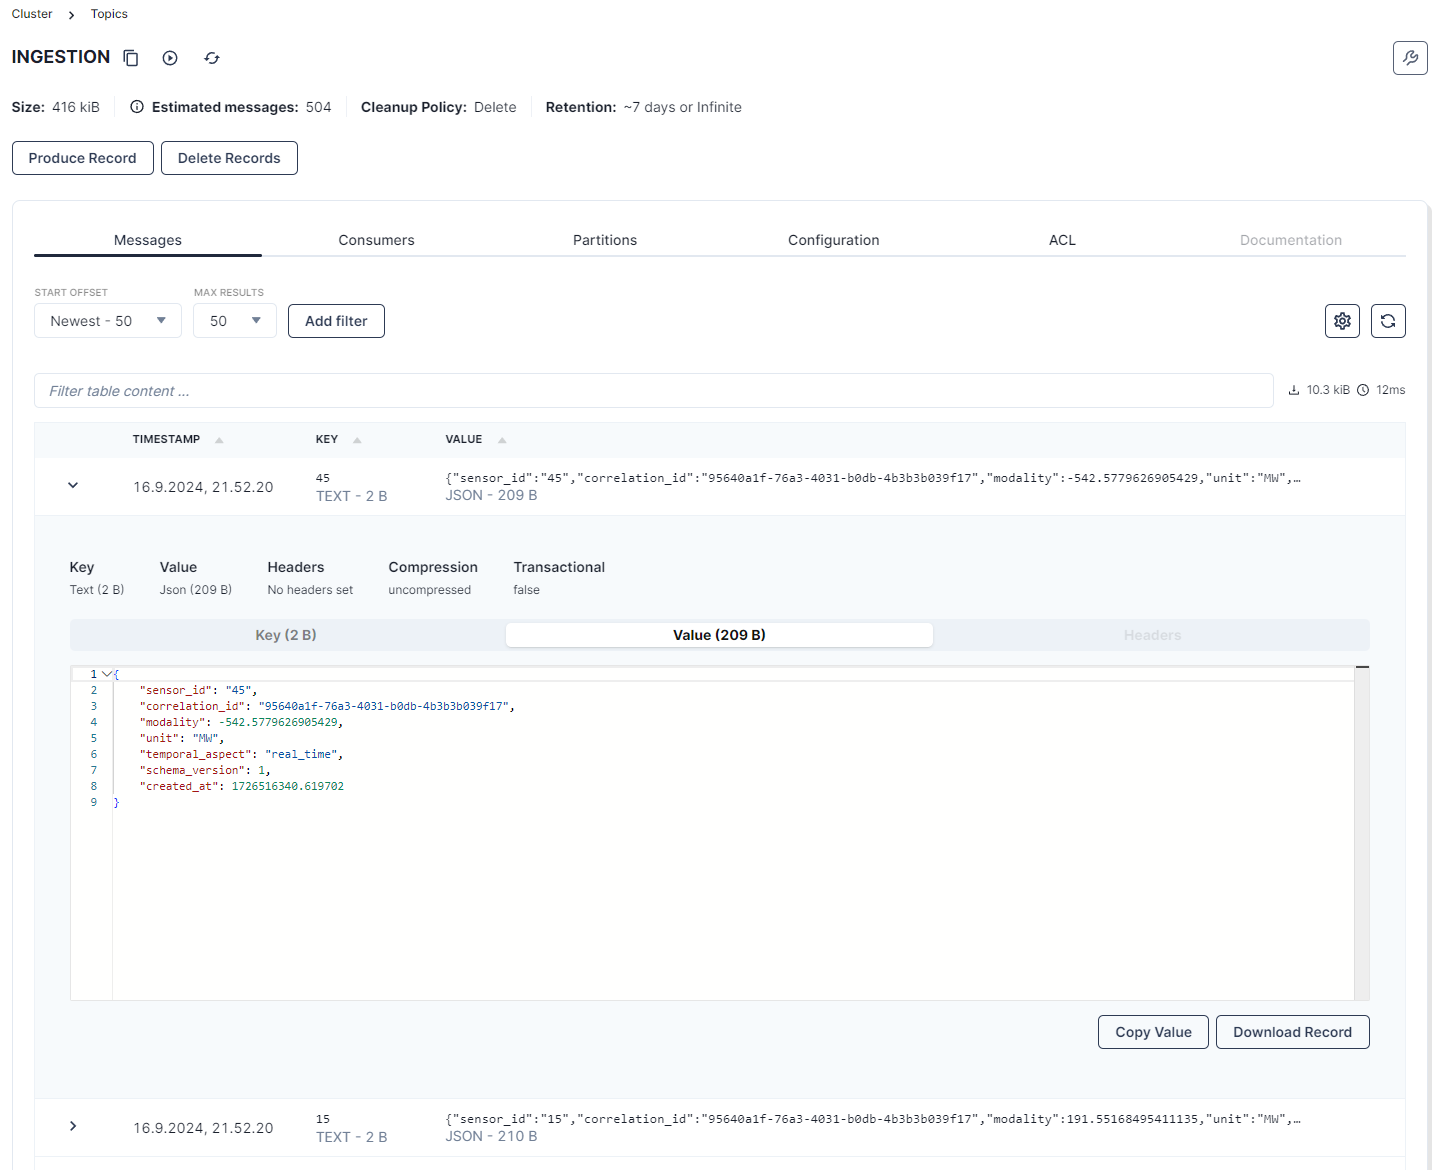 Cluster > Topics
INGESTION
Size: 416 kiB Estimated messages: 504 Cleanup Policy: Delete Retention: ~7 days or Infinite
Produce Record Delete Records
Messages Consumers Partitions Configuration ACL Documentation
START OFFSET MAX RESULTS
Newest - 50 50 Add filter
Filter table content ... 10.3 kiB 12ms
TIMESTAMP KEY VALUE
16.9.2024, 21.52.20 45 {"sensor_id":"45","correlation_id":"95640a1f-76a3-4031-b0db-4b3b3b039f17","modality":-542.5779626905429,"unit":"MW",…
TEXT - 2 B JSON - 209 B
Key Value Headers Compression Transactional
Text (2 B) Json (209 B) No headers set uncompressed false
Key (2 B) Value (209 B) Headers
1 {
2 "sensor_id": "45",
3 "correlation_id": "95640a1f-76a3-4031-b0db-4b3b3b039f17",
4 "modality": -542.5779626905429,
5 "unit": "MW",
6 "temporal_aspect": "real_time",
7 "schema_version": 1,
8 "created_at": 1726516340.619702
9 }
Copy Value Download Record
16.9.2024, 21.52.20 15 {"sensor_id":"15","correlation_id":"95640a1f-76a3-4031-b0db-4b3b3b039f17","modality":191.55168495411135,"unit":"MW",…
TEXT - 2 B JSON - 210 B